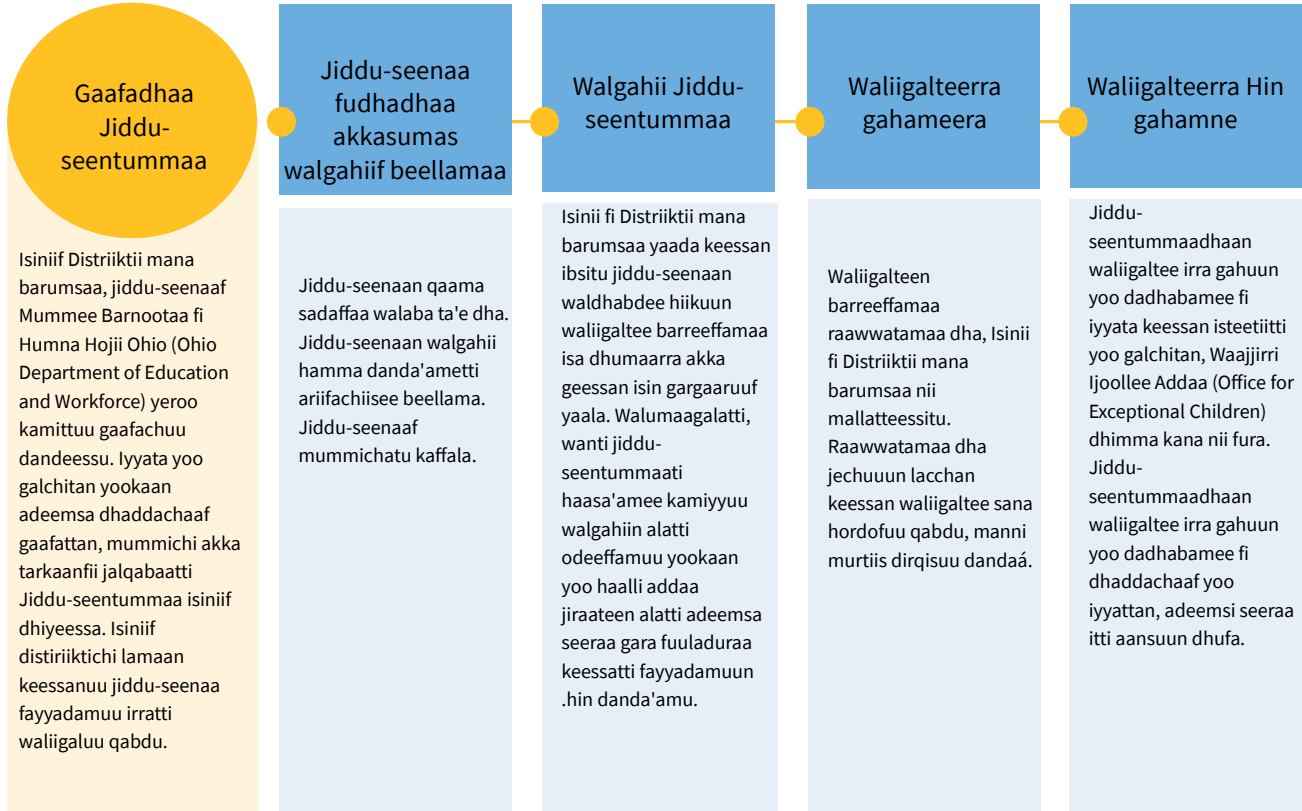 Gaafadhaa
Jiddu-
seentummaa
Isiniif Distriiktii mana
barumsaa, jiddu-seenaaf
Mummee Barnootaa fi
Humna Hojii Ohio (Ohio
Department of Education
and Workforce) yeroo
kamittuu gaafachuu
dandeessu. Iyyata yoo
galchitan yookaan
adeemsa dhaddachaaf
gaafattan, mummichi akka
tarkaanfii jalqabaatti
Jiddu-seentummaa isiniif
dhiyeessa. Isiniif
distiriiktichi lamaan
keessanuu jiddu-seenaa
fayyadamuu irratti
waliigaluu qabdu.
Jiddu-seenaa
fudhadhaa
akkasumas
walgahiif beellamaa
Jiddu-seenaan qaama
sadaffaa walaba ta'e dha.
Jiddu-seenaan walgahii
hamma danda'ametti
ariifachiisee beellama.
Jiddu-seenaaf
mummichatu kaffala.
Walgahii Jiddu-
seentummaa
Isinii fi Distriiktii mana
barumsaa yaada keessan
ibsitu jiddu-seenaan
waldhabdee hiikuun
waliigaltee barreeffamaa
isa dhumaarra akka
geessan isin gargaaruuf
yaala. Walumaagalatti,
wanti jiddu-
seentummaati
haasa'amee kamiyyuu
walgahiin alatti
odeeffamuu yookaan
yoo haalli addaa
jiraateen alatti adeemsa
seeraa gara fuuladuraa
keessatti fayyadamuun
.hin danda'amu.
Waliigalteerra
gahameera
Waliigalteen
barreeffamaa
raawwatamaa dha, Isinii
fi Distriiktii mana
barumsaa nii
mallatteessitu.
Raawwatamaa dha
jechuuun lacchan
keessan waliigaltee sana
hordofuu qabdu, manni
murtiis dirqisuu dandaá.
Waliigalteerra Hin
gahamne
Jiddu-
seentummaadhaan
waliigaltee irra gahuun
yoo dadhabamee fi
iyyata keessan isteetiitti
yoo galchitan, Waajjirri
Ijoollee Addaa (Office for
Exceptional Children)
dhimma kana nii fura.
Jiddu-
seentummaadhaan
waliigaltee irra gahuun
yoo dadhabamee fi
dhaddachaaf yoo
iyyattan, adeemsi seeraa
itti aansuun dhufa.